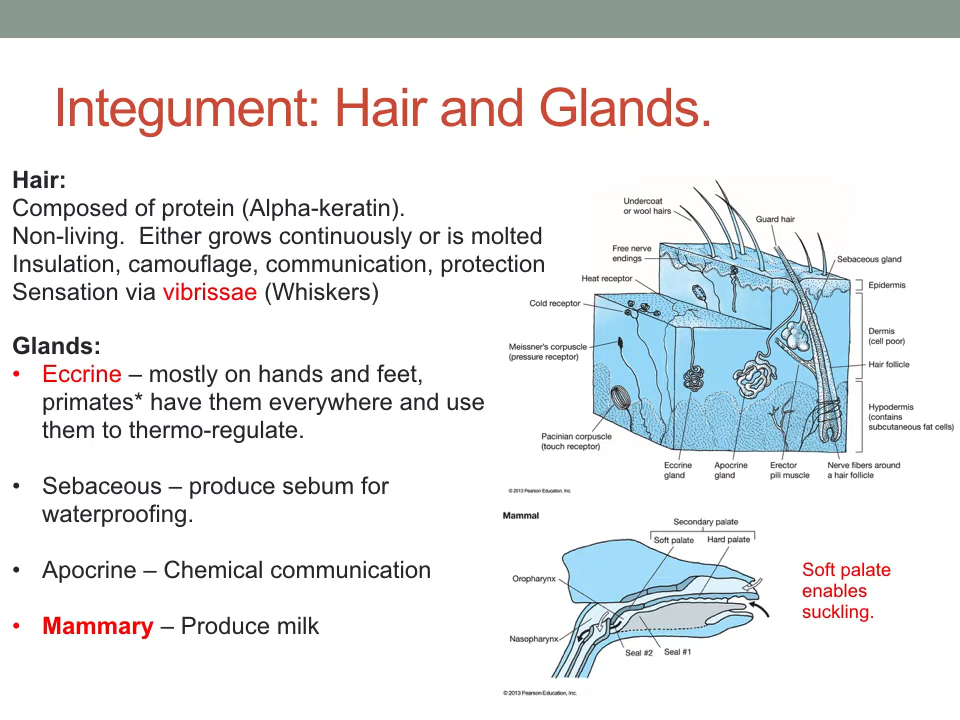 Integument: Hair and Glands.
Hair:
Composed of protein (Alpha-keratin).
Non-living.  Either grows continuously or is molted
Insulation, camouflage, communication, protection
Sensation via vibrissae (Whiskers)
Glands:
• Eccrine – mostly on hands and feet,
primates* have them everywhere and use
them to thermo-regulate.
• Sebaceous – produce sebum for
waterproofing.
• Apocrine – Chemical communication
• Mammary – Produce milk
Undercoat
or wool hairs
Guard hair
Free nerve
endings
Sebaceous gland
Heat receptor
Epidermis
Cold receptor
Dermis
(cell poor)
Meissner's corpuscle
(pressure receptor)
Hair follicle
Hypodermis
(contains
subcutaneous fat cells)
Pacinian corpuscle
(touch receptor)
Eccrine
gland
Apocrine
gland
Erector
pili muscle
Nerve fibers around
a hair follicle
© 2013 Pearson Education, Inc.
Mammal
Secondary palate
Soft palate
Hard palate
Oropharynx
Nasopharynx
Seal #2
Seal #1
© 2013 Pearson Education, Inc.
Soft palate
enables
suckling.